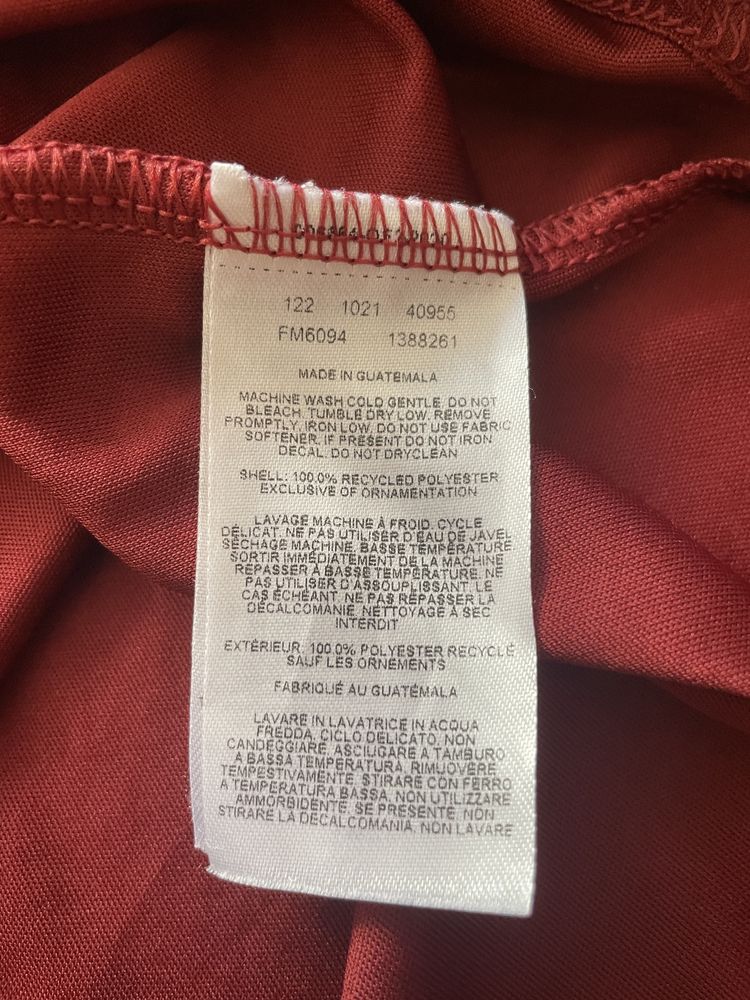 122 1021 40955
FM6094 1388261
MADE IN GUATEMALA
MACHINE WASH COLD GENTLE. DO NOT
BLEACH. TUMBLE DRY LOW. REMOVE
PROMPTLY. IRON LOW. DO NOT USE FABRIC
SOFTENER. IF PRESENT DO NOT IRON
DECAL. DO NOT DRYCLEAN
SHELL: 100.0% RECYCLED POLYESTER
EXCLUSIVE OF ORNAMENTATION
LAVAGE MACHINE À FROID. CYCLE
DÉLICAT. NE PAS UTILISER D'EAU DE JAVEL
SÉCHAGE MACHINE. BASSE TEMPÉRATURE
SORTIR IMMÉDIATEMENT DE LA MACHINE
REPASSER À BASSE TEMPÉRATURE. NE
PAS UTILISER D'ASSOUPLISSANT. LE
CAS ÉCHÉANT. NE PAS REPASSER LA
DÉCALCOMANIE. NETTOYAGE À SEC
INTERDIT
EXTÉRIEUR: 100.0% POLYESTER RECYCLÉ
SAUF LES ORNEMENTS
FABRIQUÉ AU GUATÉMALA
LAVARE IN LAVATRICE IN ACQUA
FREDDA. CICLO DELICATO. NON
CANDEGGIARE. ASCIUGARE A TAMBURO
A BASSA TEMPERATURA. RIMUOVERE
TEMPESTIVAMENTE. STIRARE CON FERRO
A TEMPERATURA BASSA. NON UTILIZZARE
AMMORBIDENTE. SE PRESENTE, NON
STIRARE LA DECALCOMANIA. NON LAVARE